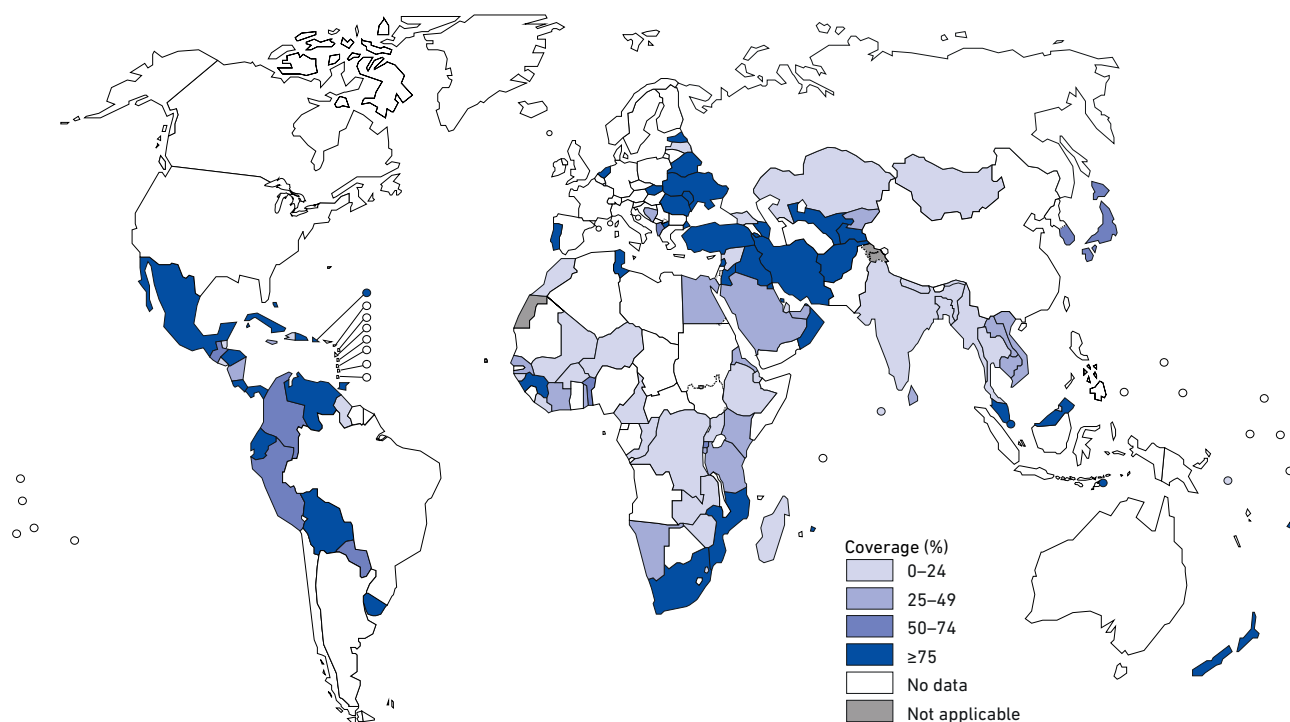 Coverage (%)
0–24
25–49
50–74
≥75
No data
Not applicable